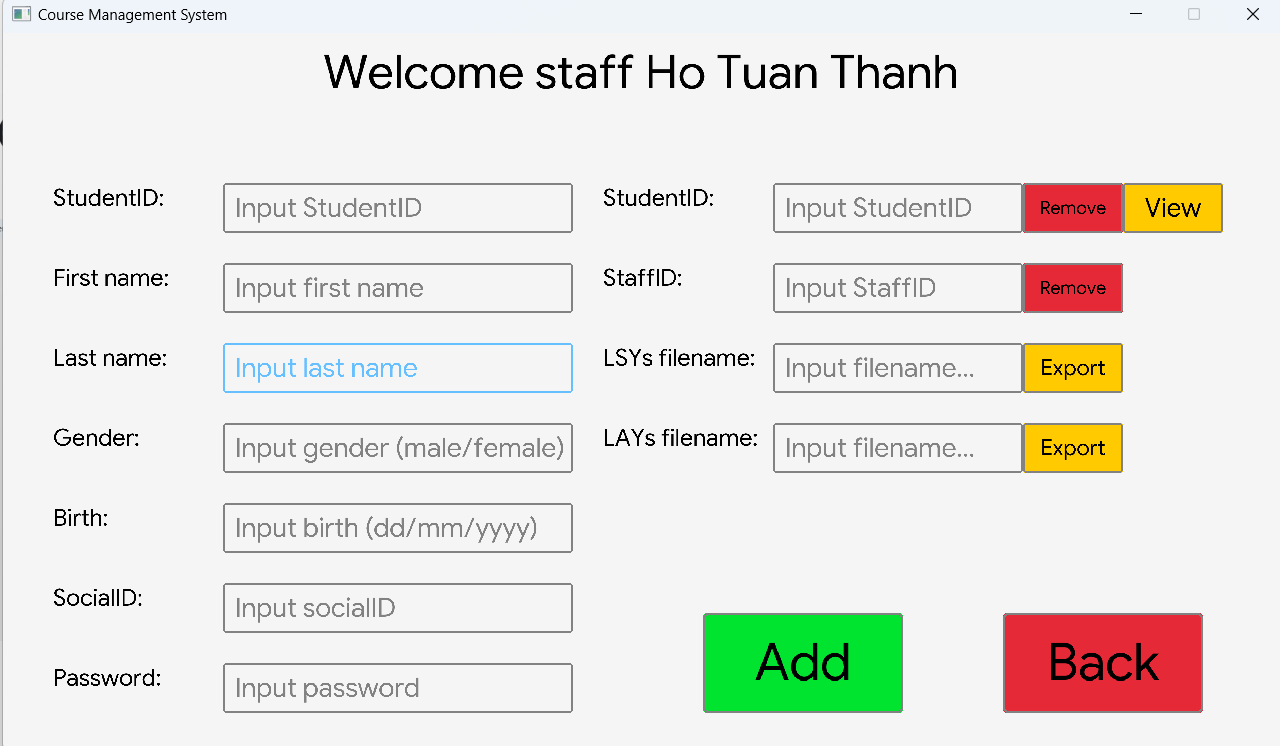 Course Management System
Welcome staff Ho Tuan Thanh
StudentID: Input StudentID
First name: Input first name
Last name: Input last name
Gender: Input gender (male/female)
Birth: Input birth (dd/mm/yyyy)
SocialID: Input socialID
Password: Input password
StudentID: Input StudentID Remove View
StaffID: Input StaffID Remove
LSYs filename: Input filename... Export
LAYs filename: Input filename... Export
Add Back